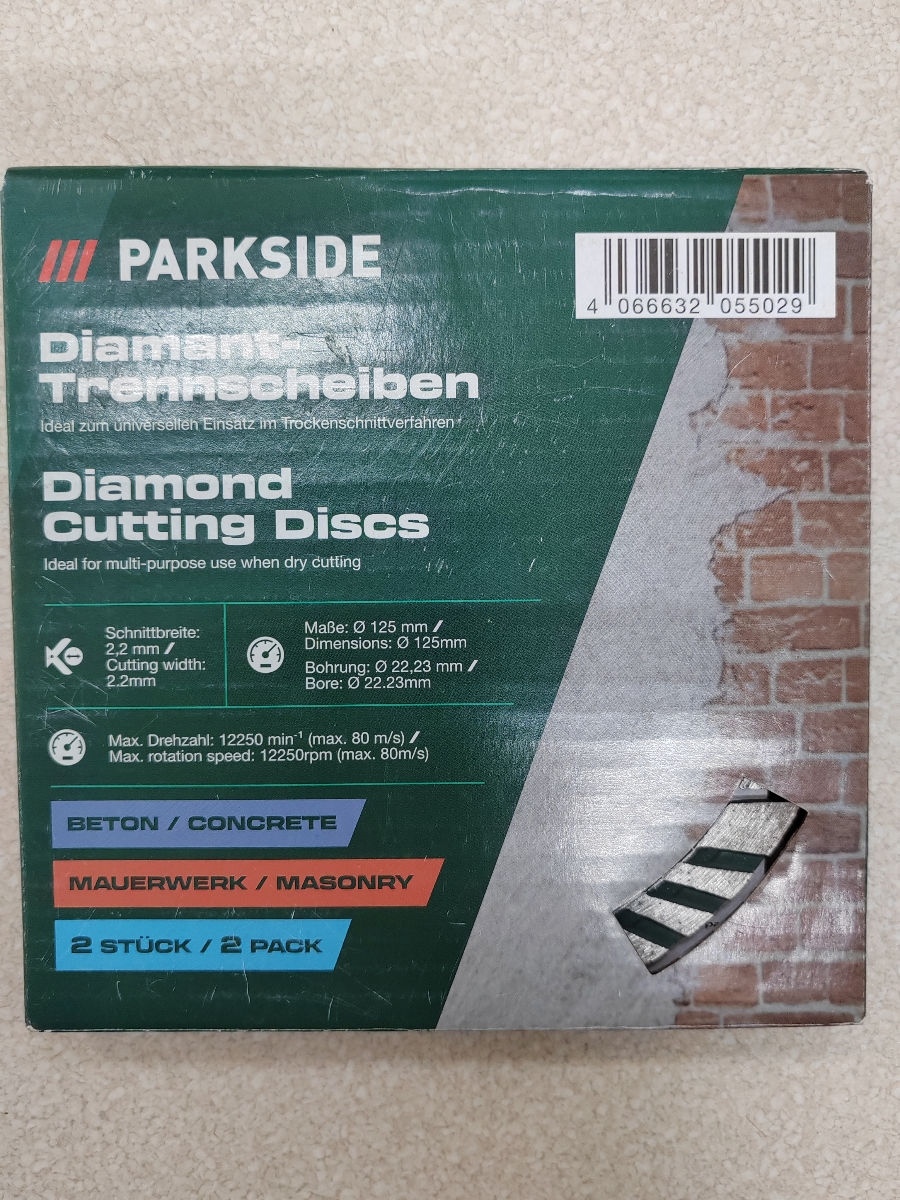 PARKSIDE
4 066632 055029
Diamant-
Trennscheiben
Ideal zum universellen Einsatz im Trockenschnittverfahren
Diamond
Cutting Discs
Ideal for multi-purpose use when dry cutting
Schnittbreite:
2,2 mm /
Cutting width:
2.2mm
Maße: Ø 125 mm /
Dimensions: Ø 125mm
Bohrung: Ø 22,23 mm /
Bore: Ø 22.23mm
Max. Drehzahl: 12250 min⁻¹ (max. 80 m/s) /
Max. rotation speed: 12250rpm (max. 80m/s)
BETON / CONCRETE
MAUERWERK / MASONRY
2 STÜCK / 2 PACK